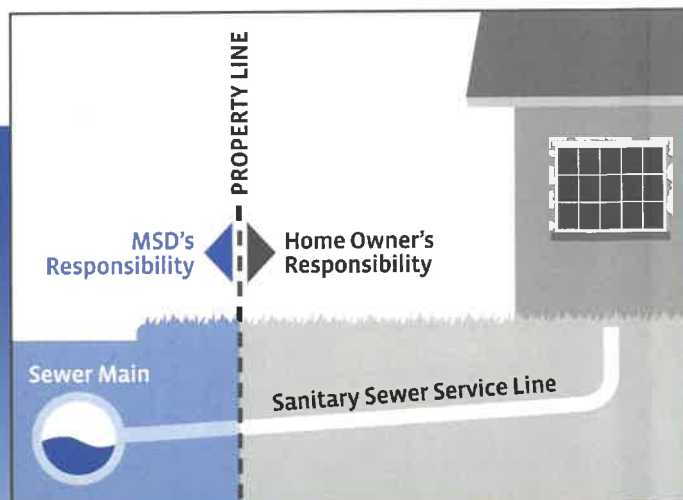 PROPERTY LINE
MSD's
Responsibility
Home Owner's
Responsibility
Sewer Main
Sanitary Sewer Service Line